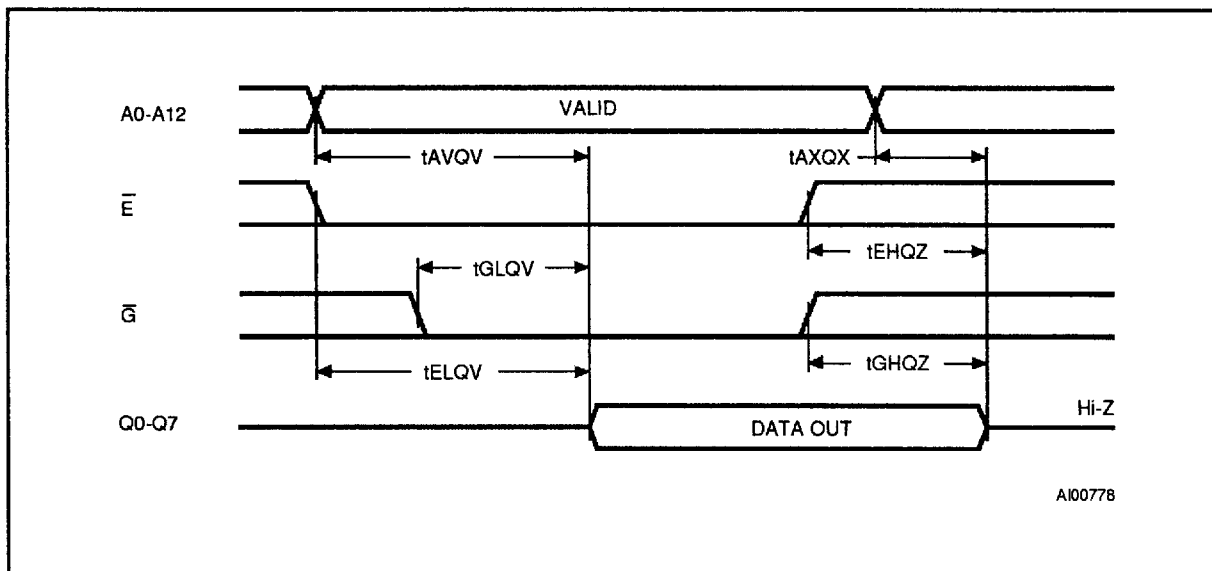 A0-A12
VALID
tAVQV
tAXQX
E
tEHQZ
tGLQV
G
tGHQZ
tELQV
Q0-Q7
DATA OUT
Hi-Z
AI00778